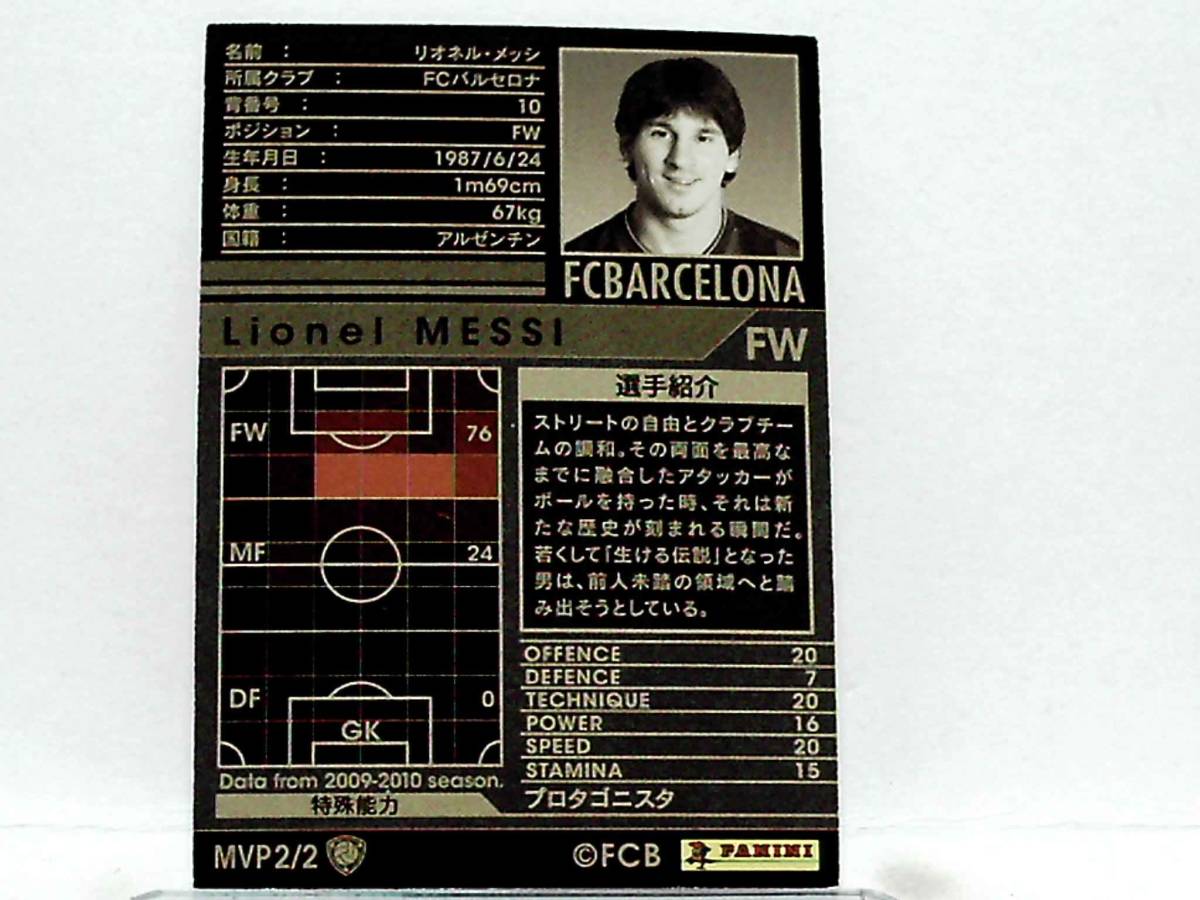 名前 : リオネル・メッシ
所属クラブ : FCバルセロナ
背番号 : 10
ポジション : FW
生年月日 : 1987/6/24
身長 : 1m69cm
体重 : 67kg
国籍 : アルゼンチン
FCBARCELONA
Lionel MESSI
FW
FW 76
MF 24
DF 0
GK
Data from 2009-2010 season.
特殊能力
選手紹介
ストリートの自由とクラブチー
ムの調和。その両面を最高な
までに融合したアタッカーが
ボールを持った時、それは新
たな歴史が刻まれる瞬間だ。
若くして「生ける伝説」となった
男は、前人未踏の領域へと踏
み出そうとしている。
OFFENCE 20
DEFENCE 7
TECHNIQUE 20
POWER 16
SPEED 20
STAMINA 15
プロタゴニスタ
MVP2/2
©FCB
PANINI